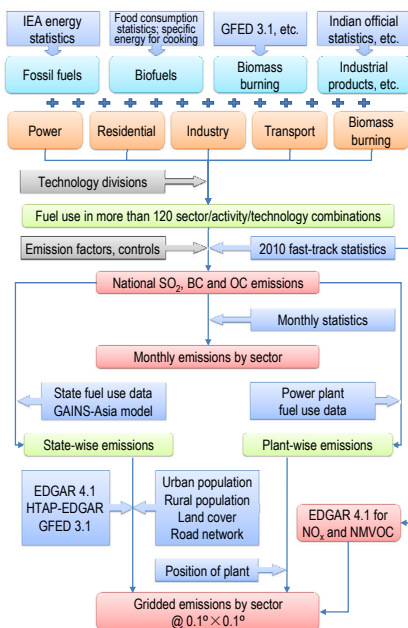 IEA energy
statistics
Food consumption
statistics; specific
energy for cooking
GFED 3.1, etc.
Indian official
statistics, etc.
Fossil fuels
Biofuels
Biomass
burning
Industrial
products, etc.
Power
Residential
Industry
Transport
Biomass
burning
Technology divisions
Fuel use in more than 120 sector/activity/technology combinations
Emission factors, controls
2010 fast-track statistics
National SO₂, BC and OC emissions
Monthly statistics
Monthly emissions by sector
State fuel use data
GAINS-Asia model
Power plant
fuel use data
State-wise emissions
Plant-wise emissions
EDGAR 4.1
HTAP-EDGAR
GFED 3.1
Urban population
Rural population
Land cover
Road network
EDGAR 4.1 for
NOₓ and NMVOC
Position of plant
Gridded emissions by sector
@ 0.1º×0.1º